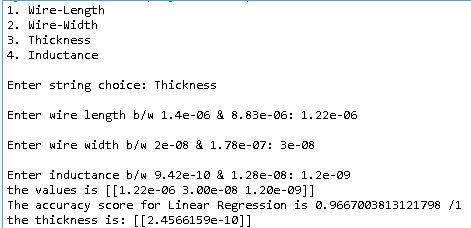 1. Wire-Length
2. Wire-Width
3. Thickness
4. Inductance
Enter string choice: Thickness
Enter wire length b/w 1.4e-06 & 8.83e-06: 1.22e-06
Enter wire width b/w 2e-08 & 1.78e-07: 3e-08
Enter inductance b/w 9.42e-10 & 1.28e-08: 1.2e-09
the values is [[1.22e-06 3.00e-08 1.20e-09]]
The accuracy score for Linear Regression is 0.9667003813121798 /1
the thickness is: [[2.4566159e-10]]